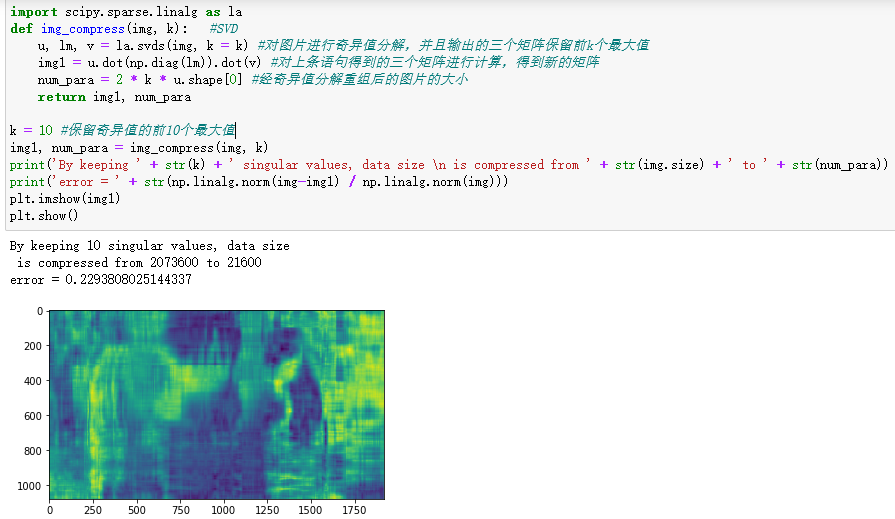 import scipy.sparse.linalg as la
def img_compress(img, k):   #SVD
    u, lm, v = la.svds(img, k = k) #对图片进行奇异值分解，并且输出的三个矩阵保留前k个最大值
    img1 = u.dot(np.diag(lm)).dot(v) #对上条语句得到的三个矩阵进行计算，得到新的矩阵
    num_para = 2 * k * u.shape[0] #经奇异值分解重组后的图片的大小
    return img1, num_para
k = 10 #保留奇异值的前10个最大值
img1, num_para = img_compress(img, k)
print('By keeping ' + str(k) + ' singular values, data size \n is compressed from ' + str(img.size) + ' to ' + str(num_para))
print('error = ' + str(np.linalg.norm(img-img1) / np.linalg.norm(img)))
plt.imshow(img1)
plt.show()
By keeping 10 singular values, data size
 is compressed from 2073600 to 21600
error = 0.2293808025144337
0
200
400
600
800
1000
0 250 500 750 1000 1250 1500 1750